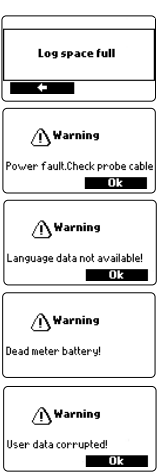 Log space full
Warning
Power fault.Check probe cable
Ok
Warning
Language data not available!
Ok
Warning
Dead meter battery!
Warning
User data corrupted!
Ok